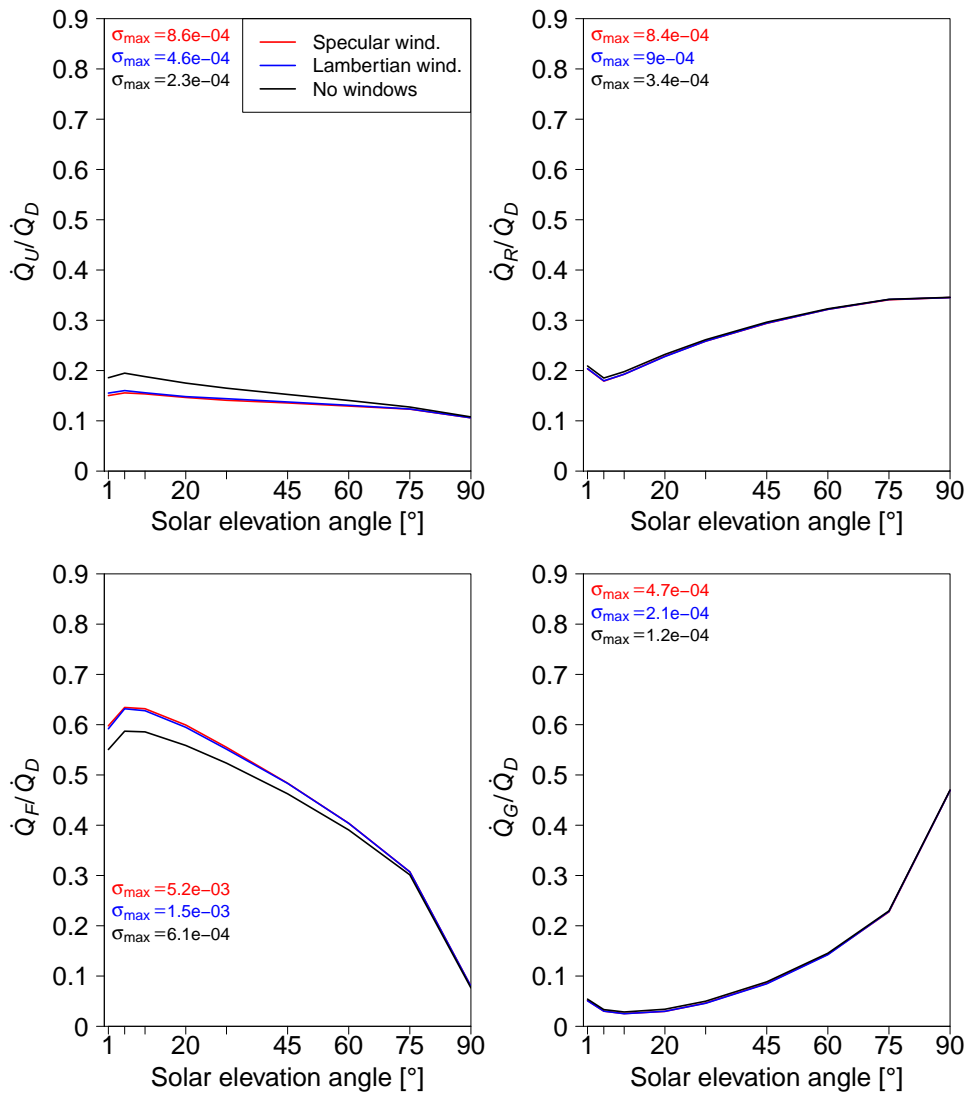 0.9
0.8
0.7
0.6
0.5
0.4
0.3
0.2
0.1
0
Q̇U/Q̇D
σmax=8.6e−04
σmax=4.6e−04
σmax=2.3e−04
Specular wind.
Lambertian wind.
No windows
1 20 45 60 75 90
Solar elevation angle [°]
0.9
0.8
0.7
0.6
0.5
0.4
0.3
0.2
0.1
0
Q̇R/Q̇D
σmax=8.4e−04
σmax=9e−04
σmax=3.4e−04
1 20 45 60 75 90
Solar elevation angle [°]
0.9
0.8
0.7
0.6
0.5
0.4
0.3
0.2
0.1
0
Q̇F/Q̇D
σmax=5.2e−03
σmax=1.5e−03
σmax=6.1e−04
1 20 45 60 75 90
Solar elevation angle [°]
0.9
0.8
0.7
0.6
0.5
0.4
0.3
0.2
0.1
0
Q̇G/Q̇D
σmax=4.7e−04
σmax=2.1e−04
σmax=1.2e−04
1 20 45 60 75 90
Solar elevation angle [°]